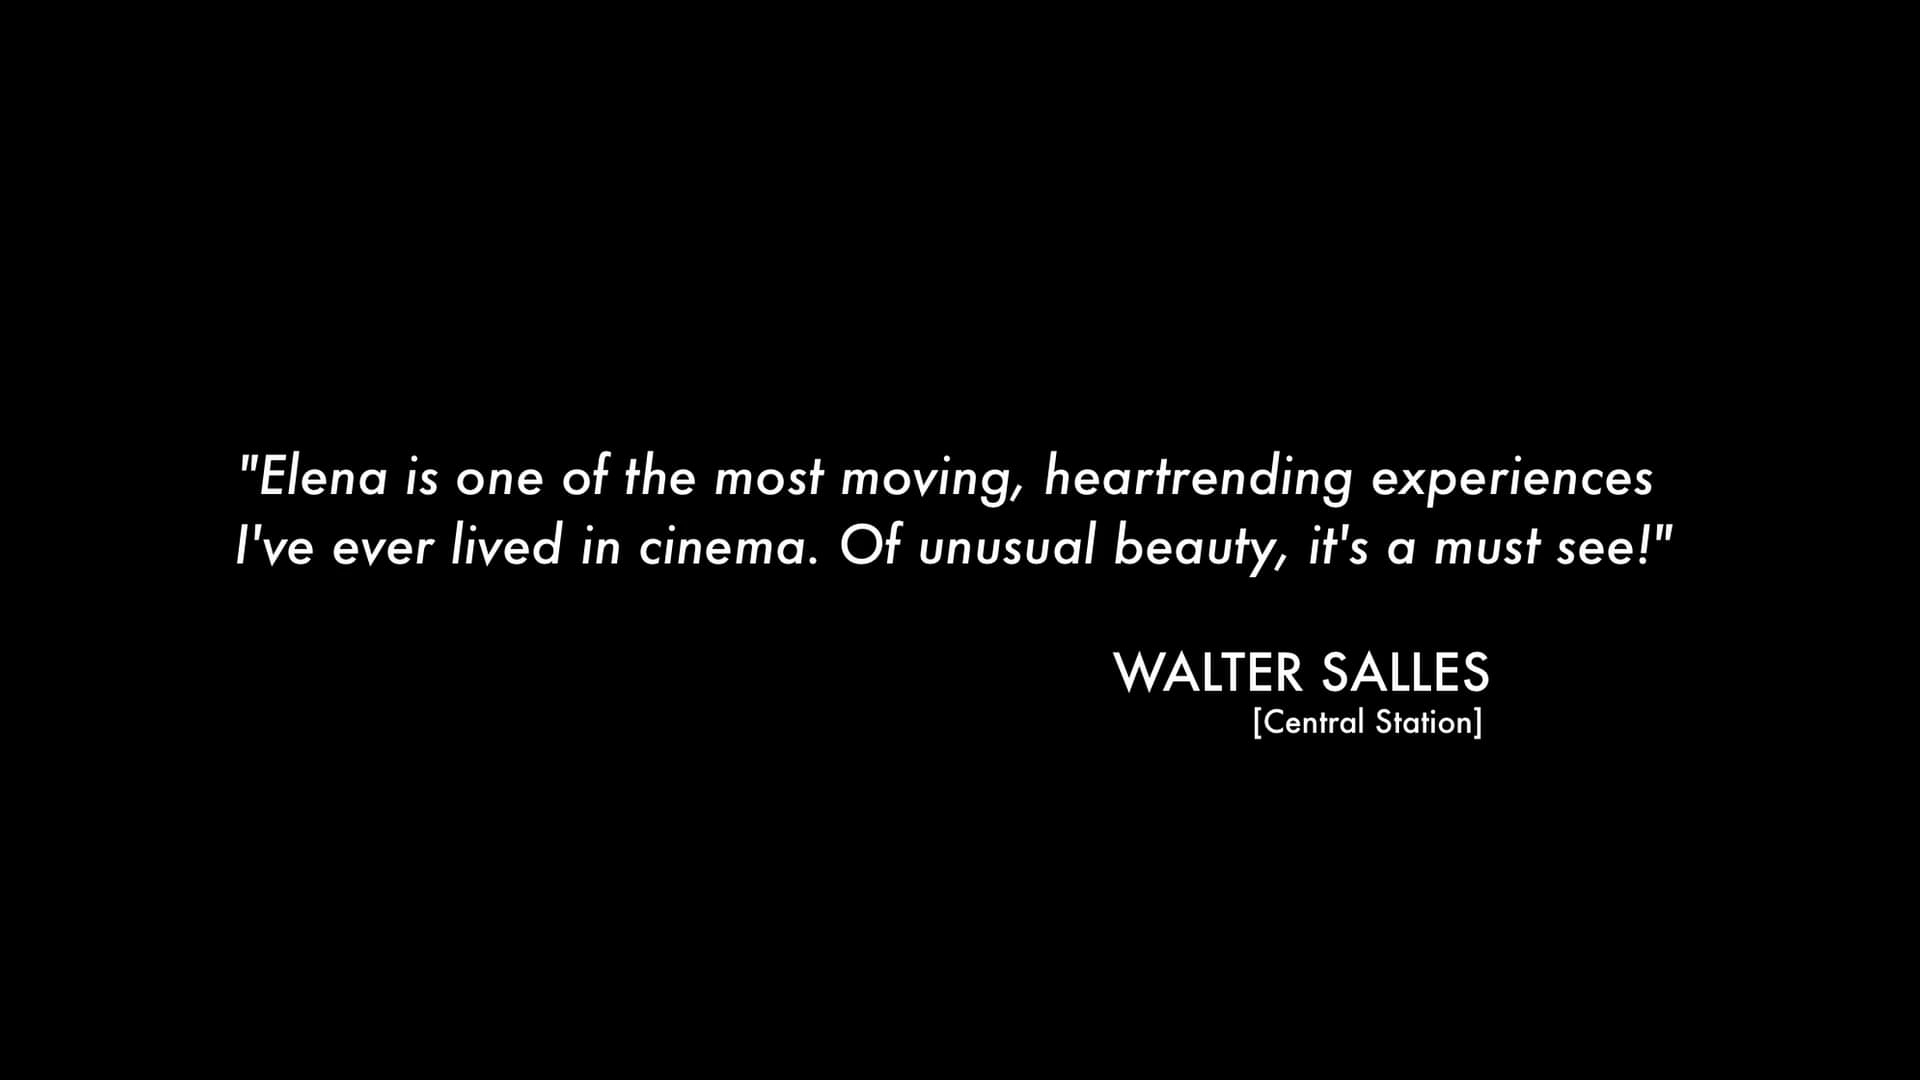 "Elena is one of the most moving, heartrending experiences
I've ever lived in cinema. Of unusual beauty, it's a must see!"
WALTER SALLES
[Central Station]